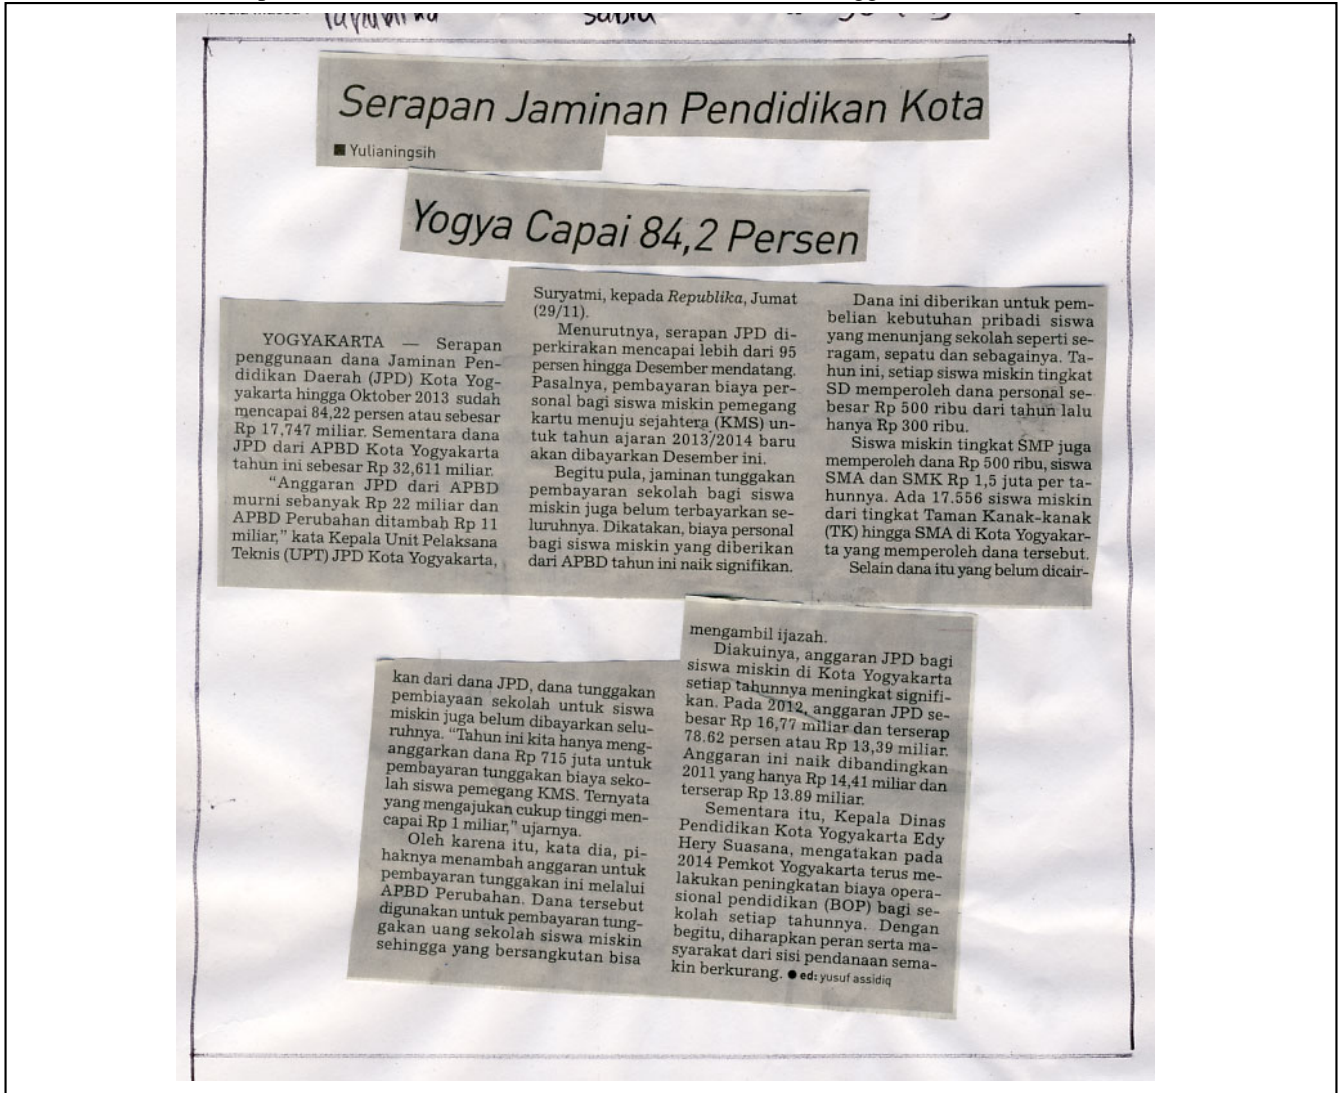 Republika
Sabtu
Serapan Jaminan Pendidikan Kota
■ Yulianingsih
Yogya Capai 84,2 Persen
YOGYAKARTA — Serapan
penggunaan dana Jaminan Pen-
didikan Daerah (JPD) Kota Yog-
yakarta hingga Oktober 2013 sudah
mencapai 84,22 persen atau sebesar
Rp 17,747 miliar. Sementara dana
JPD dari APBD Kota Yogyakarta
tahun ini sebesar Rp 32,611 miliar.
"Anggaran JPD dari APBD
murni sebanyak Rp 22 miliar dan
APBD Perubahan ditambah Rp 11
miliar," kata Kepala Unit Pelaksana
Teknis (UPT) JPD Kota Yogyakarta,
Suryatmi, kepada Republika, Jumat
(29/11).
Menurutnya, serapan JPD di-
perkirakan mencapai lebih dari 95
persen hingga Desember mendatang.
Pasalnya, pembayaran biaya per-
sonal bagi siswa miskin pemegang
kartu menuju sejahtera (KMS) un-
tuk tahun ajaran 2013/2014 baru
akan dibayarkan Desember ini.
Begitu pula, jaminan tunggakan
pembayaran sekolah bagi siswa
miskin juga belum terbayarkan se-
luruhnya. Dikatakan, biaya personal
bagi siswa miskin yang diberikan
dari APBD tahun ini naik signifikan.
Dana ini diberikan untuk pem-
belian kebutuhan pribadi siswa
yang menunjang sekolah seperti se-
ragam, sepatu dan sebagainya. Ta-
hun ini, setiap siswa miskin tingkat
SD memperoleh dana personal se-
besar Rp 500 ribu dari tahun lalu
hanya Rp 300 ribu.
Siswa miskin tingkat SMP juga
memperoleh dana Rp 500 ribu, siswa
SMA dan SMK Rp 1,5 juta per ta-
hunnya. Ada 17.556 siswa miskin
dari tingkat Taman Kanak-kanak
(TK) hingga SMA di Kota Yogyakar-
ta yang memperoleh dana tersebut.
Selain dana itu yang belum dicair-
kan dari dana JPD, dana tunggakan
pembiayaan sekolah untuk siswa
miskin juga belum dibayarkan selu-
ruhnya. "Tahun ini kita hanya meng-
anggarkan dana Rp 715 juta untuk
pembayaran tunggakan biaya seko-
lah siswa pemegang KMS. Ternyata
yang mengajukan cukup tinggi men-
capai Rp 1 miliar," ujarnya.
Oleh karena itu, kata dia, pi-
haknya menambah anggaran untuk
pembayaran tunggakan ini melalui
APBD Perubahan. Dana tersebut
digunakan untuk pembayaran tung-
gakan uang sekolah siswa miskin
sehingga yang bersangkutan bisa
mengambil ijazah.
Diakuinya, anggaran JPD bagi
siswa miskin di Kota Yogyakarta
setiap tahunnya meningkat signifi-
kan. Pada 2012, anggaran JPD se-
besar Rp 16,77 miliar dan terserap
78.62 persen atau Rp 13,39 miliar.
Anggaran ini naik dibandingkan
2011 yang hanya Rp 14,41 miliar dan
terserap Rp 13.89 miliar.
Sementara itu, Kepala Dinas
Pendidikan Kota Yogyakarta Edy
Hery Suasana, mengatakan pada
2014 Pemkot Yogyakarta terus me-
lakukan peningkatan biaya opera-
sional pendidikan (BOP) bagi se-
kolah setiap tahunnya. Dengan
begitu, diharapkan peran serta ma-
syarakat dari sisi pendanaan sema-
kin berkurang. ● ed: yusuf assidiq